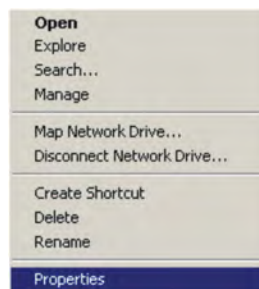 Open
Explore
Search...
Manage
Map Network Drive...
Disconnect Network Drive...
Create Shortcut
Delete
Rename
Properties